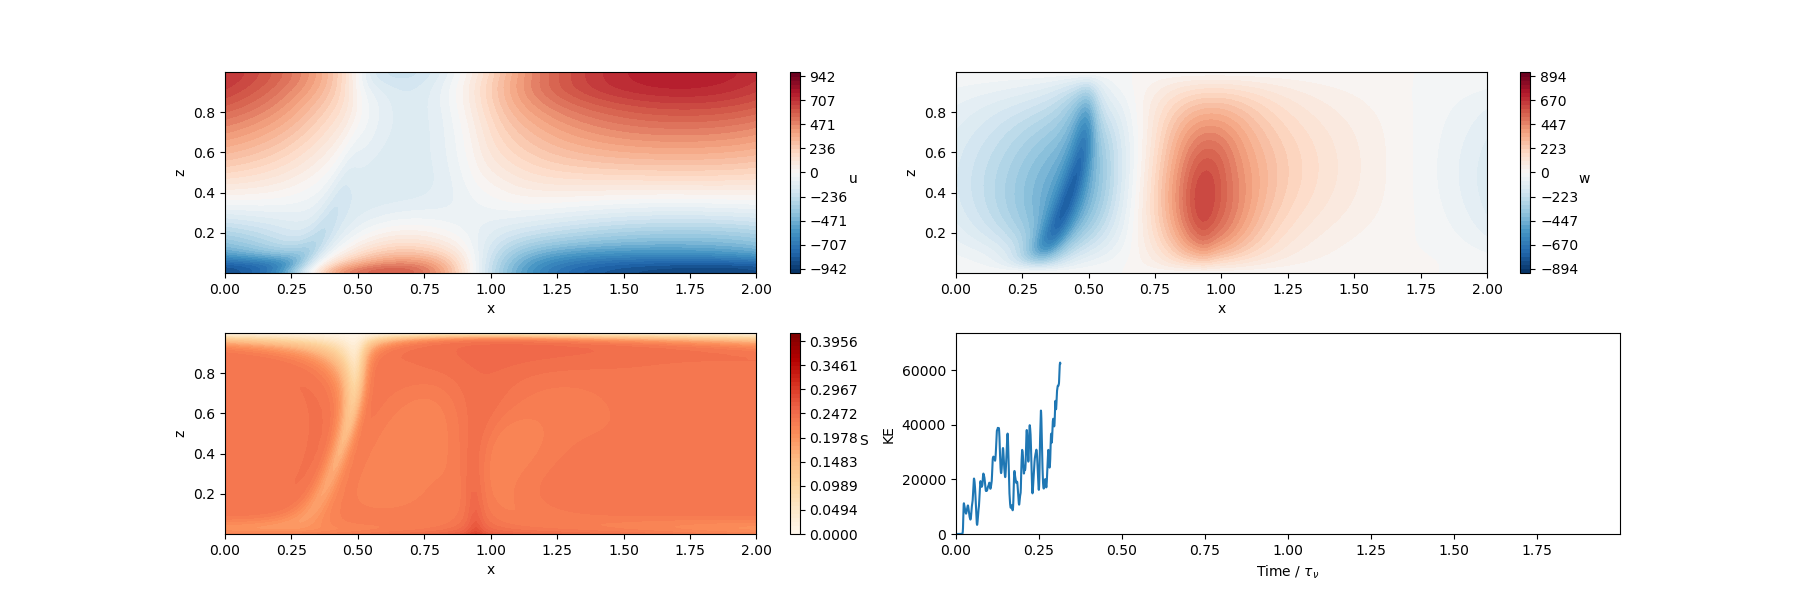 0.8
0.6
0.4
0.2
z
0.00 0.25 0.50 0.75 1.00 1.25 1.50 1.75 2.00
x
942
707
471
236
0
−236
−471
−707
−942
u
0.8
0.6
0.4
0.2
z
0.00 0.25 0.50 0.75 1.00 1.25 1.50 1.75 2.00
x
894
670
447
223
0
−223
−447
−670
−894
w
0.8
0.6
0.4
0.2
z
0.00 0.25 0.50 0.75 1.00 1.25 1.50 1.75 2.00
x
0.3956
0.3461
0.2967
0.2472
0.1978
0.1483
0.0989
0.0494
0.0000
S
60000
40000
20000
0
KE
0.00 0.25 0.50 0.75 1.00 1.25 1.50 1.75
Time / τν